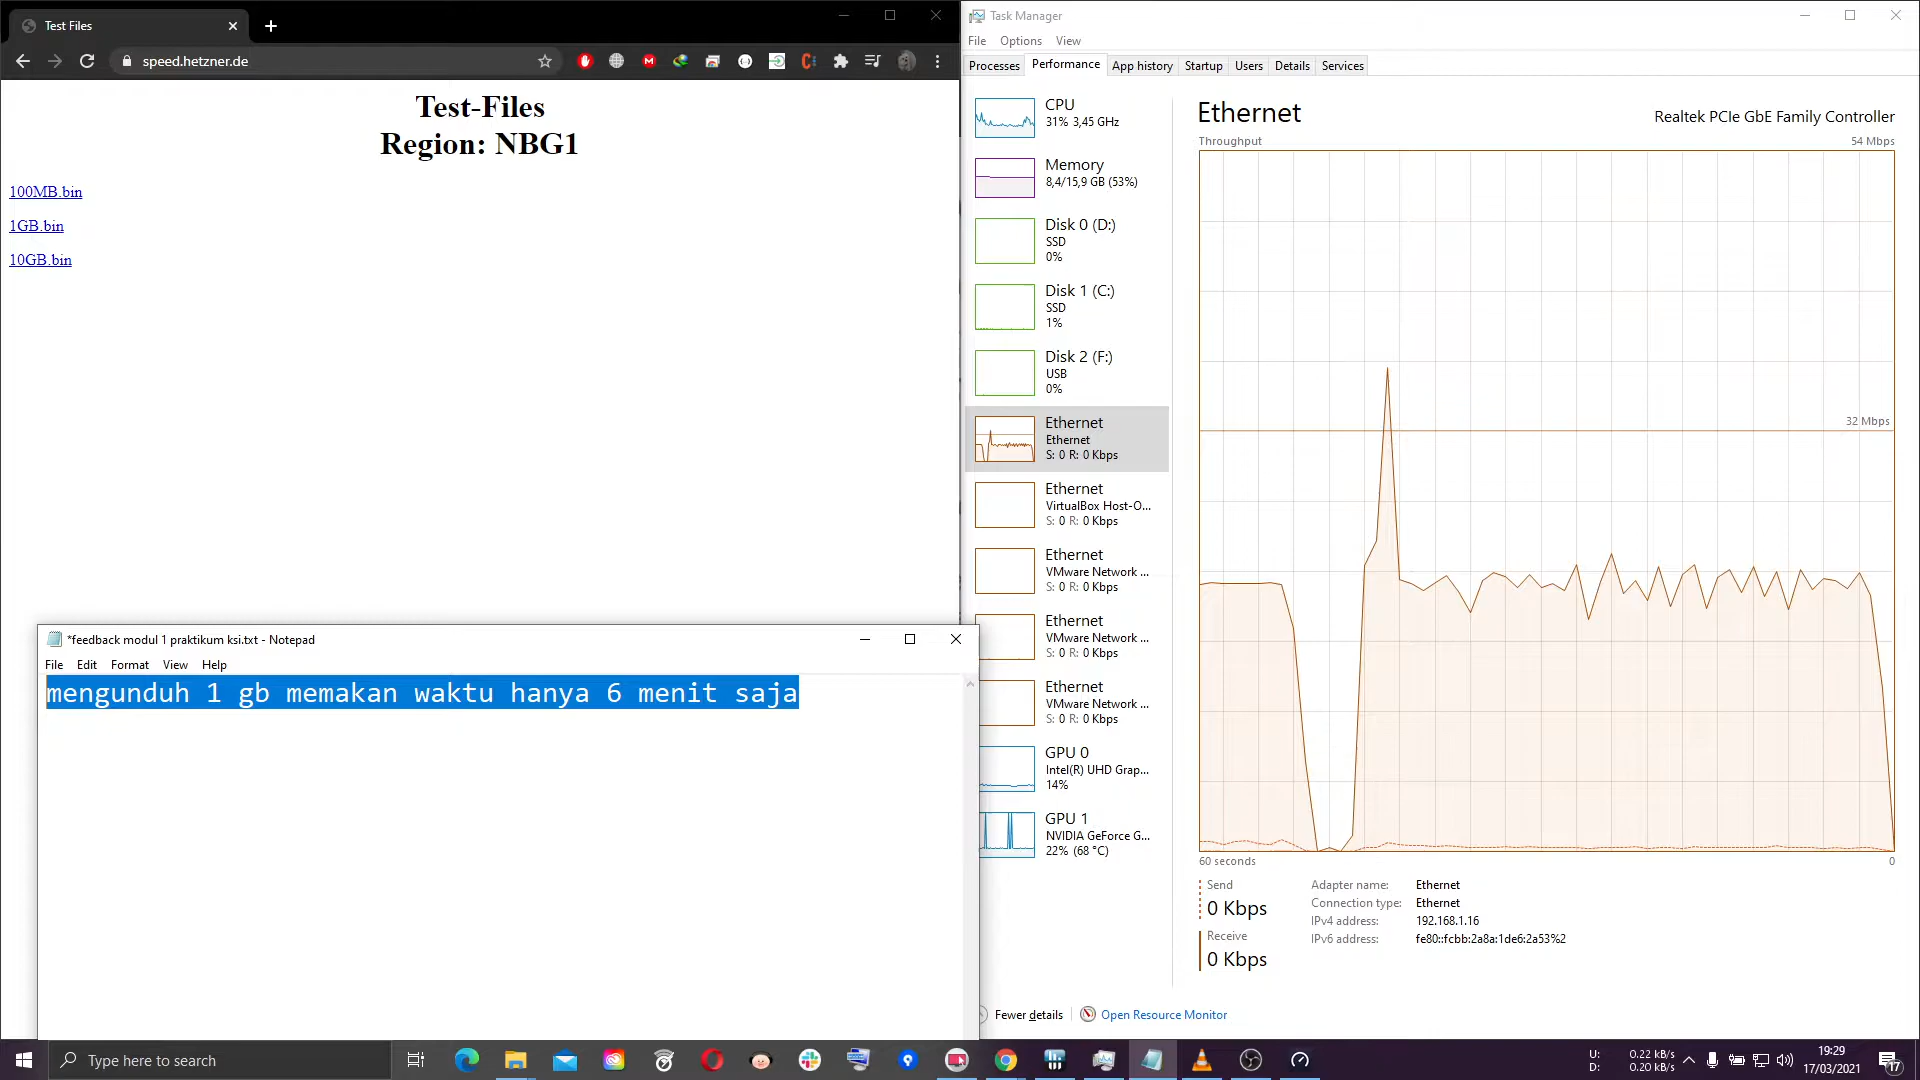 Test Files
speed.hetzner.de
Test-Files
Region: NBG1
100MB.bin
1GB.bin
10GB.bin
*feedback modul 1 praktikum ksi.txt - Notepad
File Edit Format View Help
mengunduh 1 gb memakan waktu hanya 6 menit saja
Task Manager
File Options View
Processes Performance App history Startup Users Details Services
CPU
31% 3,45 GHz
Memory
8,4/15,9 GB (53%)
Disk 0 (D:)
SSD
0%
Disk 1 (C:)
SSD
1%
Disk 2 (F:)
USB
0%
Ethernet
Ethernet
S: 0 R: 0 Kbps
Ethernet
VirtualBox Host-O...
S: 0 R: 0 Kbps
Ethernet
VMware Network ...
S: 0 R: 0 Kbps
Ethernet
VMware Network ...
S: 0 R: 0 Kbps
Ethernet
VMware Network ...
S: 0 R: 0 Kbps
GPU 0
Intel(R) UHD Grap...
14%
GPU 1
NVIDIA GeForce G...
22% (68 °C)
Ethernet
Realtek PCIe GbE Family Controller
Throughput
54 Mbps
32 Mbps
60 seconds
0
Send
0 Kbps
Receive
0 Kbps
Adapter name: Ethernet
Connection type: Ethernet
IPv4 address: 192.168.1.16
IPv6 address: fe80::fcbb:2a8a:1de6:2a53%2
Fewer details
Open Resource Monitor
Type here to search
U: 0.22 kB/s
D: 0.20 kB/s
19:29
17/03/2021
17